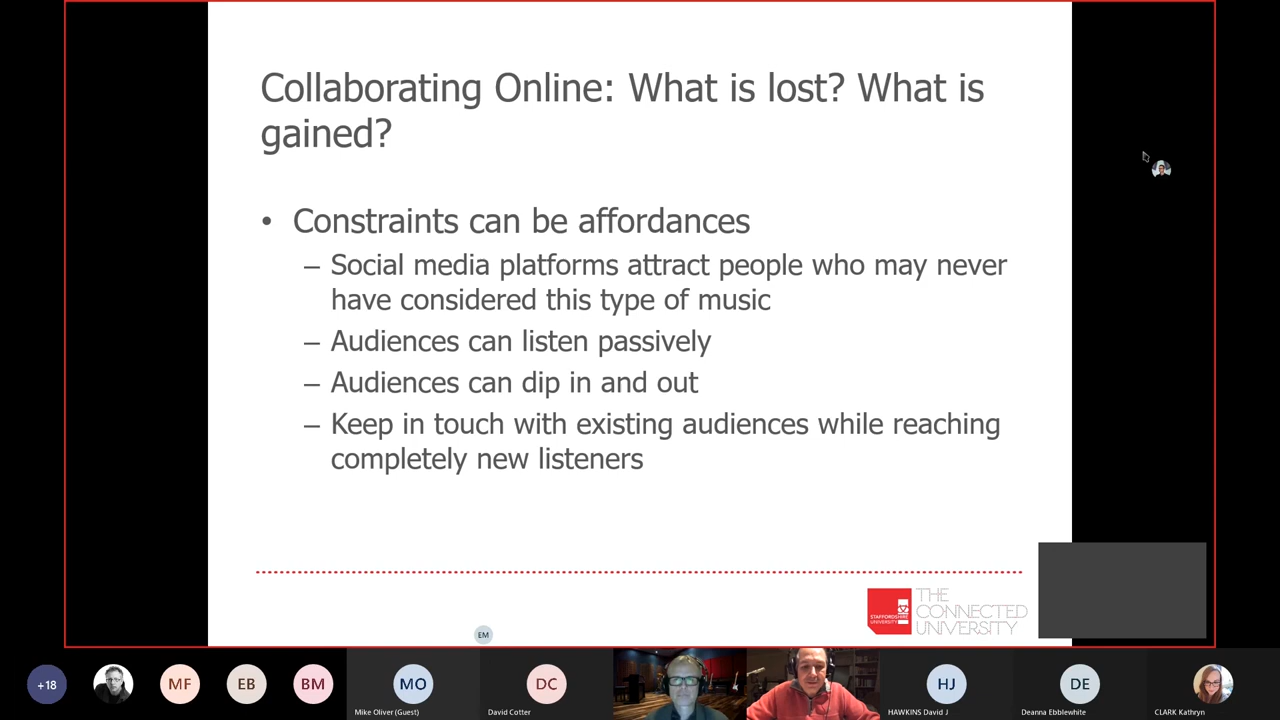 Collaborating Online: What is lost? What is
gained?
• Constraints can be affordances
– Social media platforms attract people who may never
have considered this type of music
– Audiences can listen passively
– Audiences can dip in and out
– Keep in touch with existing audiences while reaching
completely new listeners
STAFFORDSHIRE
UNIVERSITY
THE
CONNECTED
UNIVERSITY
EM
+18
MF
EB
BM
MO
DC
HJ
DE
Mike Oliver (Guest)
David Cotter
HAWKINS David J
Deanna Ebblewhite
CLARK Kathryn